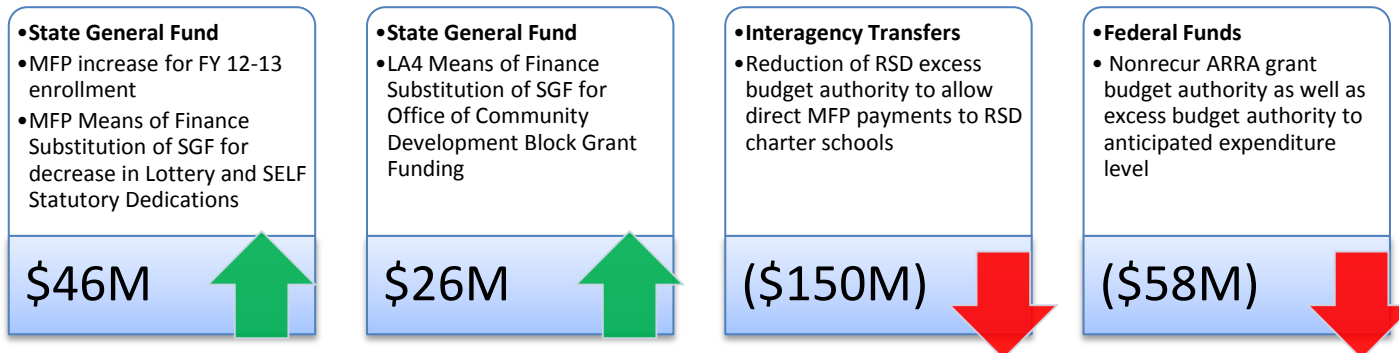 •State General Fund
•MFP increase for FY 12-13
enrollment
•MFP Means of Finance
Substitution of SGF for
decrease in Lottery and SELF
Statutory Dedications
$46M
•State General Fund
•LA4 Means of Finance
Substitution of SGF for
Office of Community
Development Block Grant
Funding
$26M
•Interagency Transfers
•Reduction of RSD excess
budget authority to allow
direct MFP payments to RSD
charter schools
($150M)
•Federal Funds
• Nonrecur ARRA grant
budget authority as well as
excess budget authority to
anticipated expenditure
level
($58M)